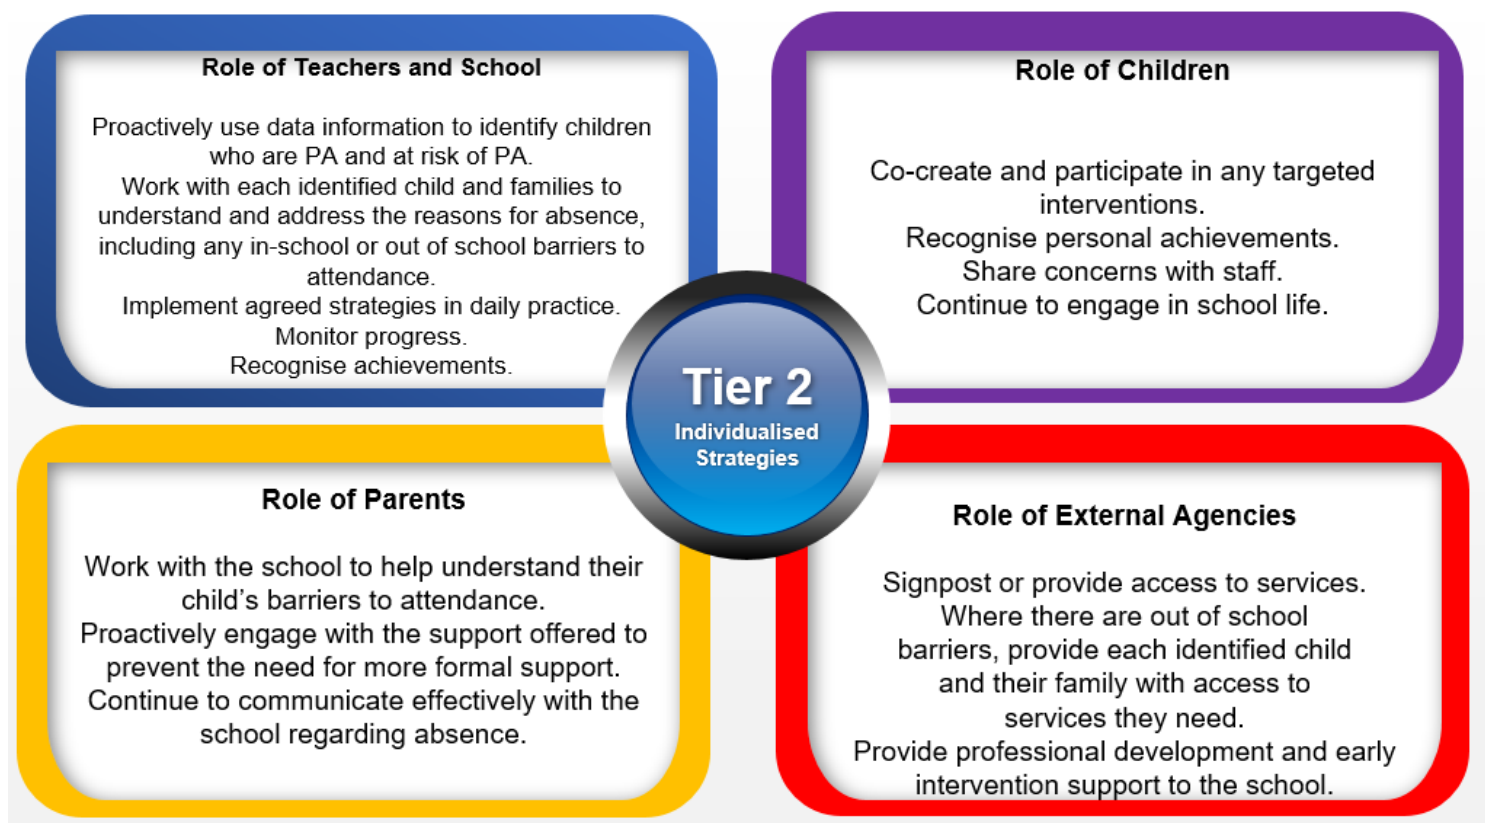 Role of Teachers and School
Proactively use data information to identify children
who are PA and at risk of PA.
Work with each identified child and families to
understand and address the reasons for absence,
including any in-school or out of school barriers to
attendance.
Implement agreed strategies in daily practice.
Monitor progress.
Recognise achievements.
Role of Children
Co-create and participate in any targeted
interventions.
Recognise personal achievements.
Share concerns with staff.
Continue to engage in school life.
Tier 2
Individualised
Strategies
Role of Parents
Work with the school to help understand their
child’s barriers to attendance.
Proactively engage with the support offered to
prevent the need for more formal support.
Continue to communicate effectively with the
school regarding absence.
Role of External Agencies
Signpost or provide access to services.
Where there are out of school
barriers, provide each identified child
and their family with access to
services they need.
Provide professional development and early
intervention support to the school.